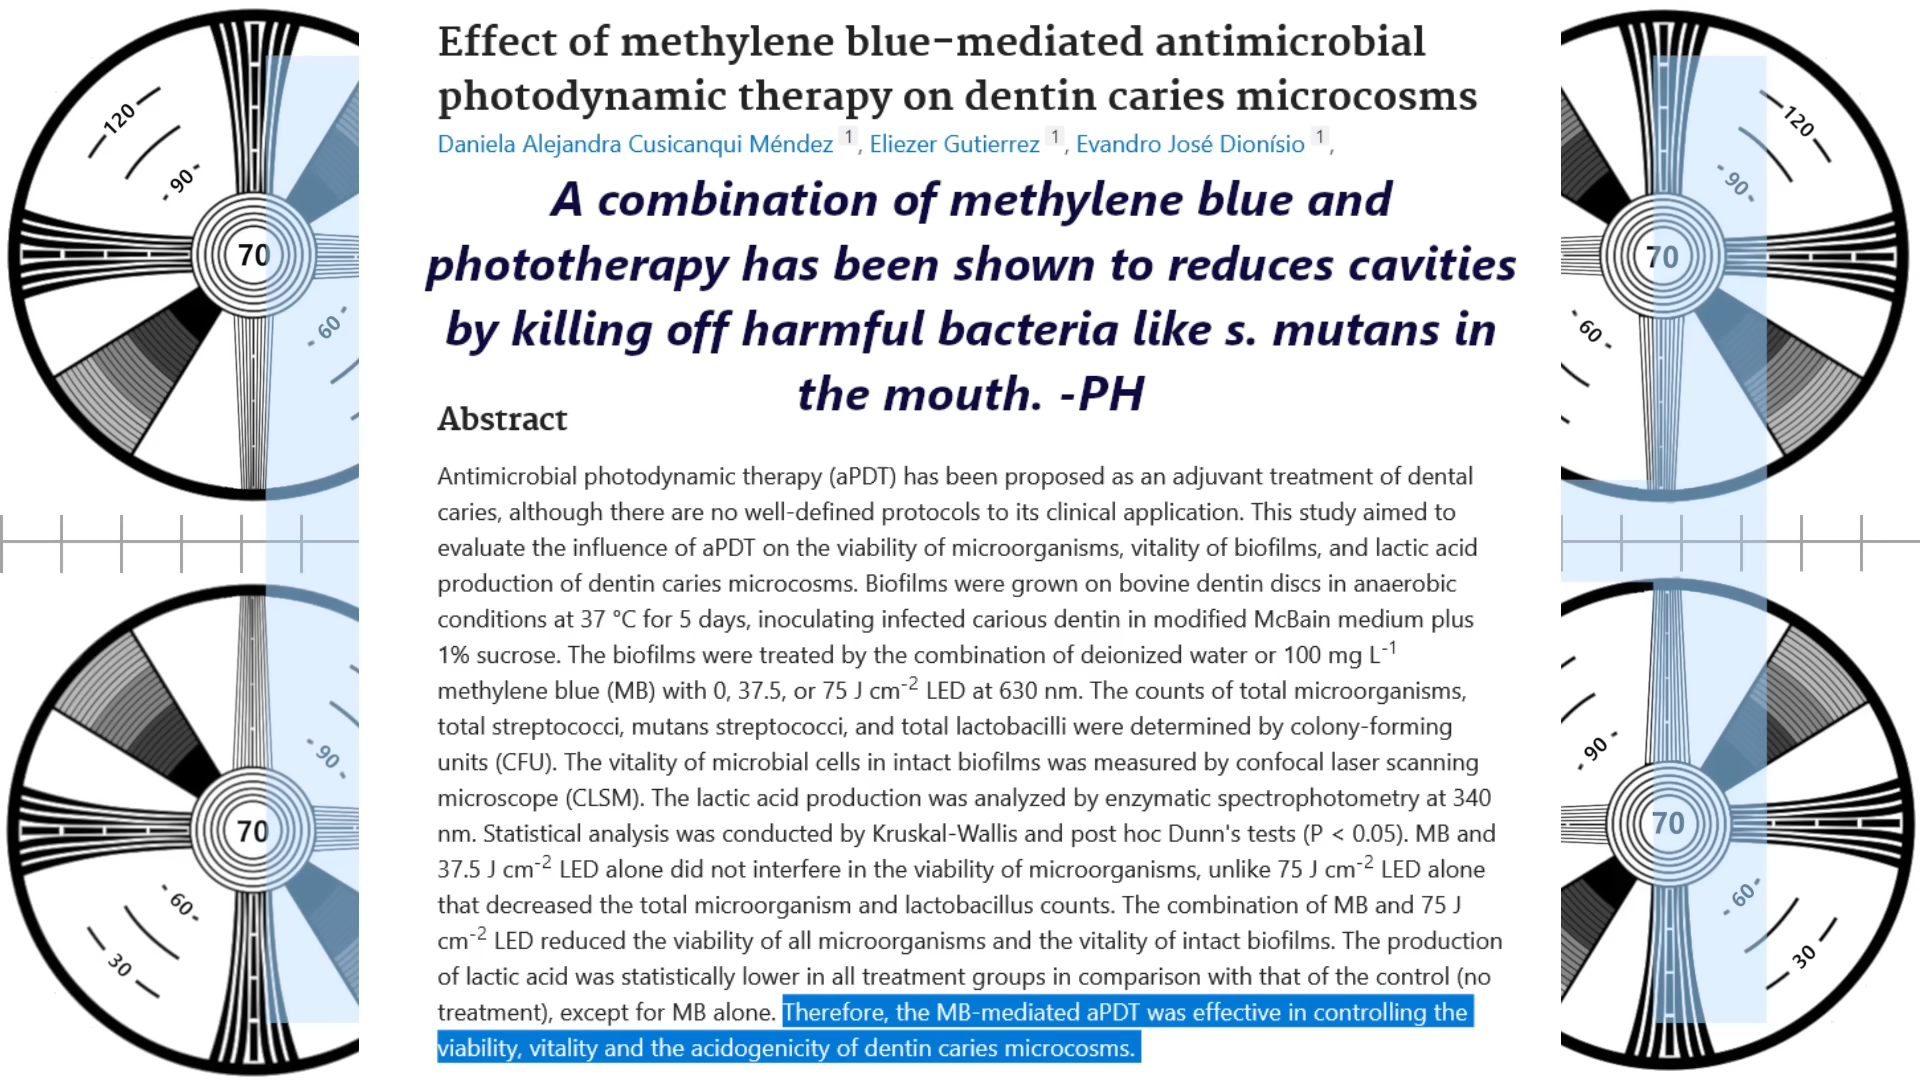 Effect of methylene blue-mediated antimicrobial
photodynamic therapy on dentin caries microcosms
Daniela Alejandra Cusicanqui Méndez 1, Eliezer Gutierrez 1, Evandro José Dionísio 1,
A combination of methylene blue and
phototherapy has been shown to reduces cavities
by killing off harmful bacteria like s. mutans in
the mouth. -PH
Abstract
Antimicrobial photodynamic therapy (aPDT) has been proposed as an adjuvant treatment of dental
caries, although there are no well-defined protocols to its clinical application. This study aimed to
evaluate the influence of aPDT on the viability of microorganisms, vitality of biofilms, and lactic acid
production of dentin caries microcosms. Biofilms were grown on bovine dentin discs in anaerobic
conditions at 37 °C for 5 days, inoculating infected carious dentin in modified McBain medium plus
1% sucrose. The biofilms were treated by the combination of deionized water or 100 mg L-1
methylene blue (MB) with 0, 37.5, or 75 J cm-2 LED at 630 nm. The counts of total microorganisms,
total streptococci, mutans streptococci, and total lactobacilli were determined by colony-forming
units (CFU). The vitality of microbial cells in intact biofilms was measured by confocal laser scanning
microscope (CLSM). The lactic acid production was analyzed by enzymatic spectrophotometry at 340
nm. Statistical analysis was conducted by Kruskal-Wallis and post hoc Dunn's tests (P < 0.05). MB and
37.5 J cm-2 LED alone did not interfere in the viability of microorganisms, unlike 75 J cm-2 LED alone
that decreased the total microorganism and lactobacillus counts. The combination of MB and 75 J
cm-2 LED reduced the viability of all microorganisms and the vitality of intact biofilms. The production
of lactic acid was statistically lower in all treatment groups in comparison with that of the control (no
treatment), except for MB alone. Therefore, the MB-mediated aPDT was effective in controlling the
viability, vitality and the acidogenicity of dentin caries microcosms.
120
- 90 -
70
- 60 -
120
- 90 -
70
- 60 -
- 90 -
70
- 60 -
30
- 90 -
70
- 60 -
30